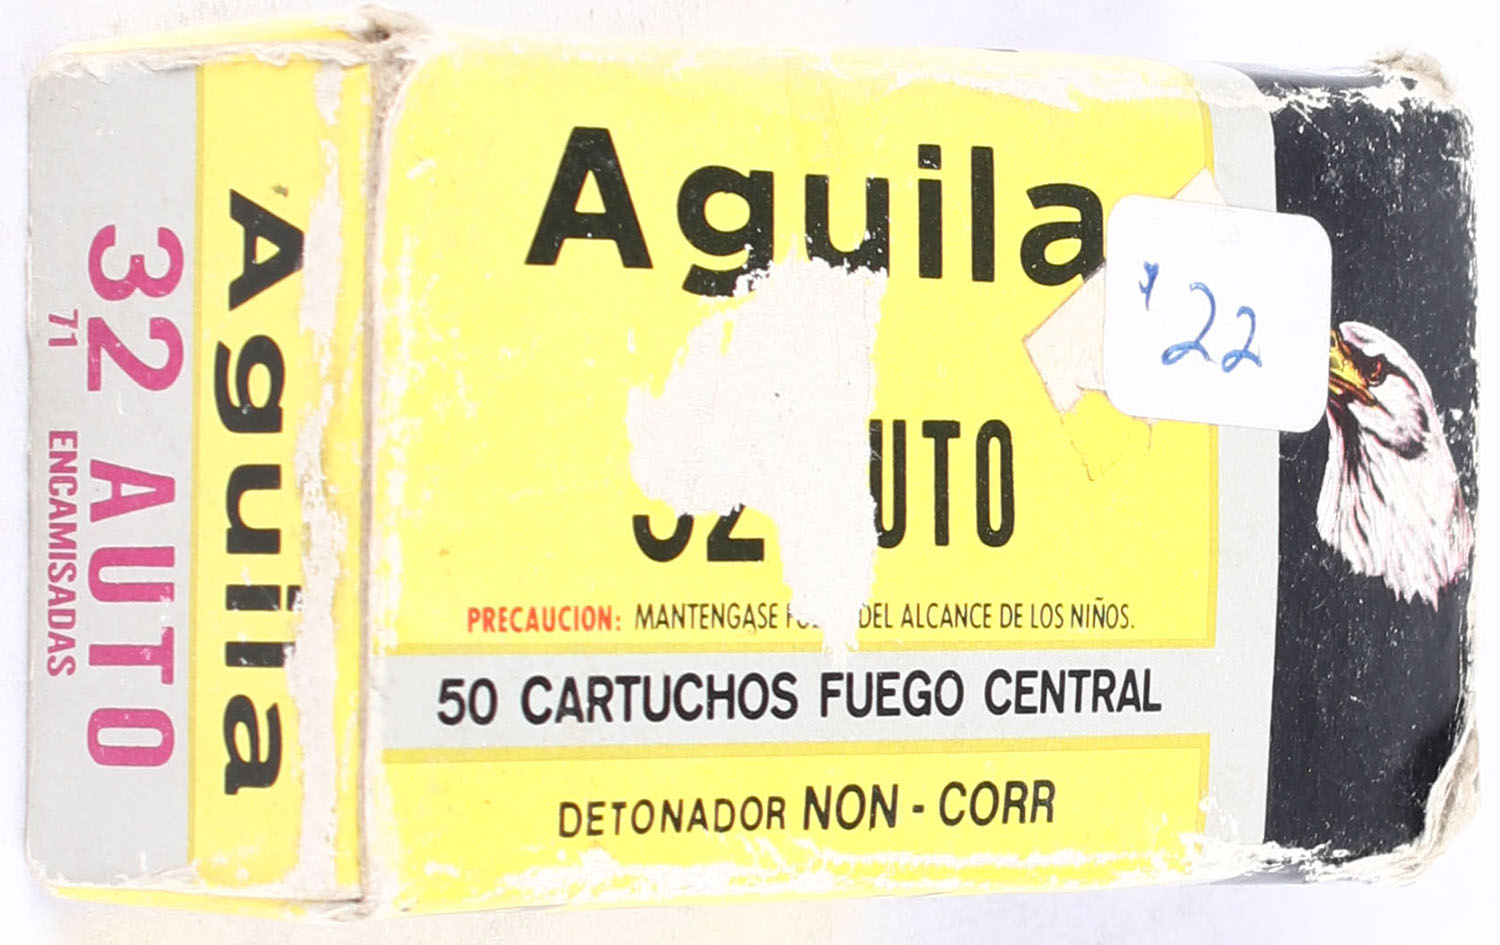 Aguila
$22
UTO
PRECAUCION: MANTENGASE DEL ALCANCE DE LOS NIÑOS.
50 CARTUCHOS FUEGO CENTRAL
DETONADOR NON-CORR
Aguila
32 AUTO
71 ENCAMISADAS